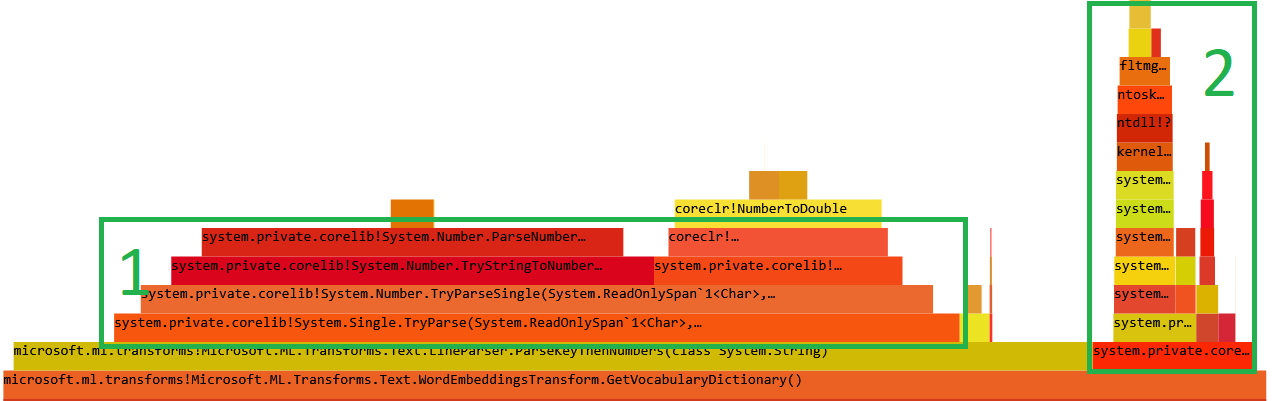 2
fltmg…
ntosk…
ntdll!?
kernel…
system…
system…
coreclr!NumberToDouble
1
system.private.corelib!System.Number.ParseNumber…
coreclr!…
system…
system.private.corelib!System.Number.TryStringToNumber…
system.private.corelib!…
system…
system.private.corelib!System.Number.TryParseSingle(System.ReadOnlySpan`1<Char>,…
system…
system.private.corelib!System.Single.TryParse(System.ReadOnlySpan`1<Char>,…
system.pr…
microsoft.ml.transforms!Microsoft.ML.Transforms.Text.LineParser.ParseKeyThenNumbers(class System.String)
system.private.core…
microsoft.ml.transforms!Microsoft.ML.Transforms.Text.WordEmbeddingsTransform.GetVocabularyDictionary()